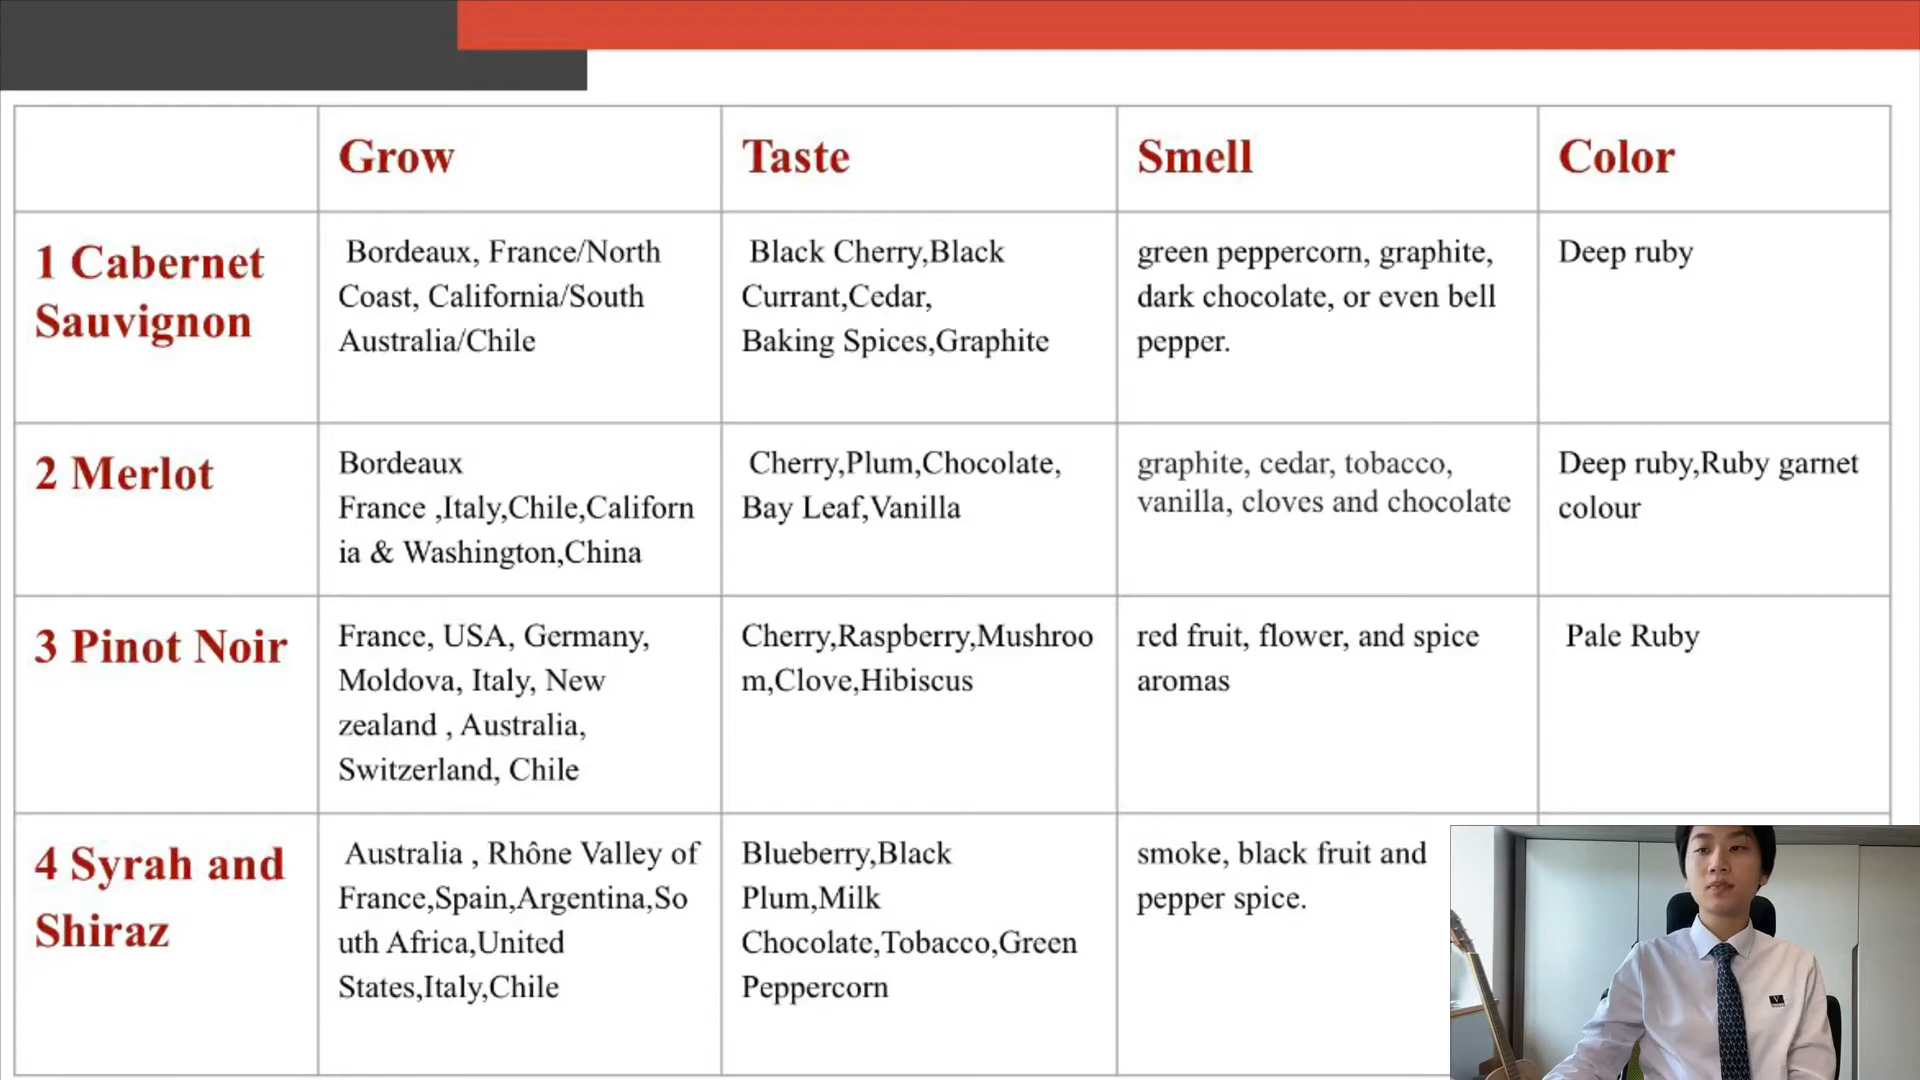 Grow
Taste
Smell
Color
1 Cabernet
Sauvignon
Bordeaux, France/North
Coast, California/South
Australia/Chile
Black Cherry,Black
Currant,Cedar,
Baking Spices,Graphite
green peppercorn, graphite,
dark chocolate, or even bell
pepper.
Deep ruby
2 Merlot
Bordeaux
France ,Italy,Chile,Californ
ia & Washington,China
Cherry,Plum,Chocolate,
Bay Leaf,Vanilla
graphite, cedar, tobacco,
vanilla, cloves and chocolate
Deep ruby,Ruby garnet
colour
3 Pinot Noir
France, USA, Germany,
Moldova, Italy, New
zealand , Australia,
Switzerland, Chile
Cherry,Raspberry,Mushroo
m,Clove,Hibiscus
red fruit, flower, and spice
aromas
Pale Ruby
4 Syrah and
Shiraz
Australia , Rhône Valley of
France,Spain,Argentina,So
uth Africa,United
States,Italy,Chile
Blueberry,Black
Plum,Milk
Chocolate,Tobacco,Green
Peppercorn
smoke, black fruit and
pepper spice.